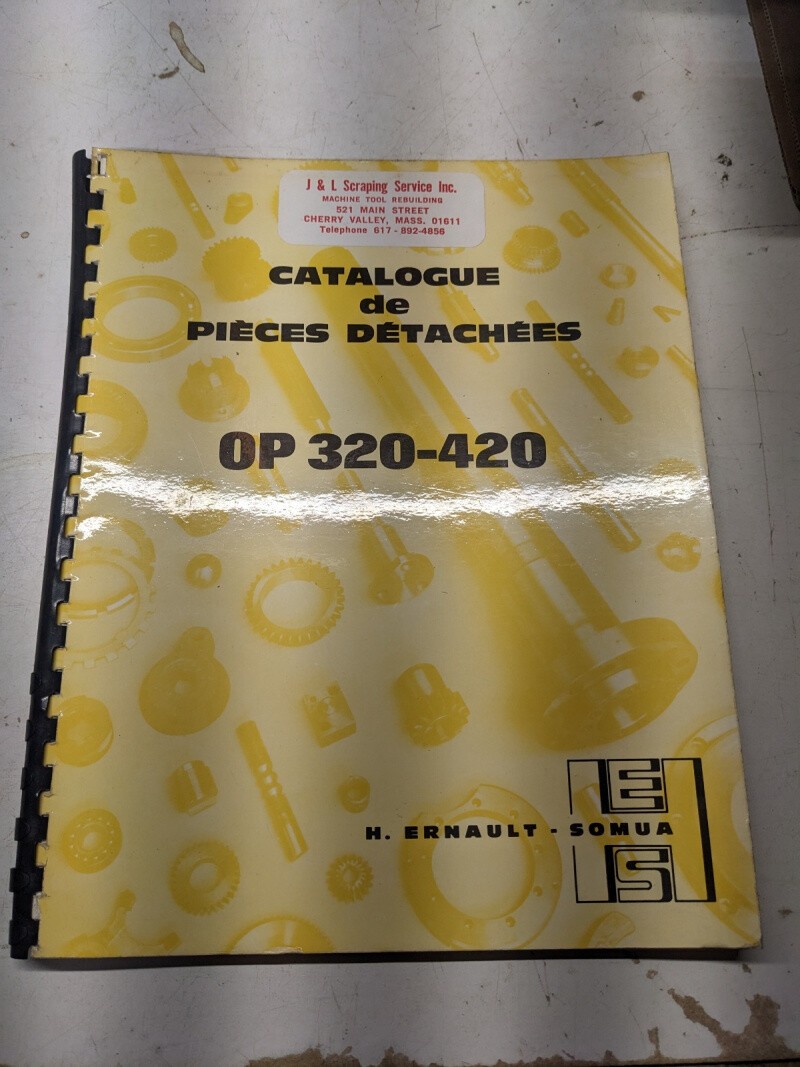 J & L Scraping Service Inc.
MACHINE TOOL REBUILDING
521 MAIN STREET
CHERRY VALLEY, MASS. 01611
Telephone 617 - 892-4856
CATALOGUE
de
PIÈCES DÉTACHÉES
OP 320-420
E
H. ERNAULT - SOMUA
S